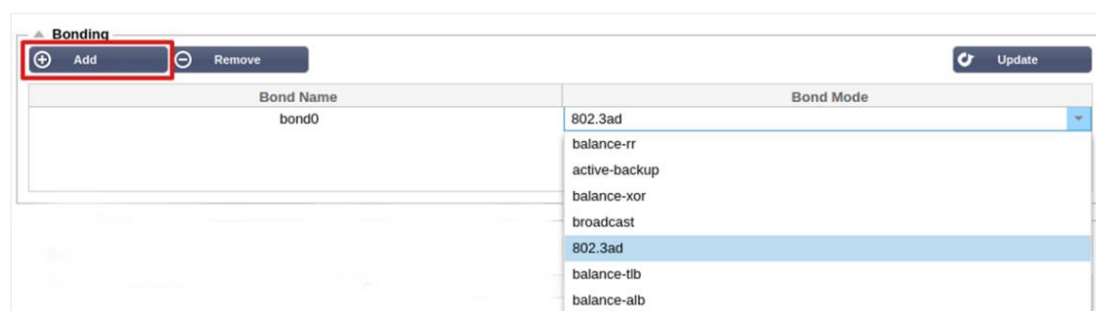 Bonding
Add
Remove
Update
Bond Name
Bond Mode
bond0
802.3ad
balance-rr
active-backup
balance-xor
broadcast
802.3ad
balance-tlb
balance-alb